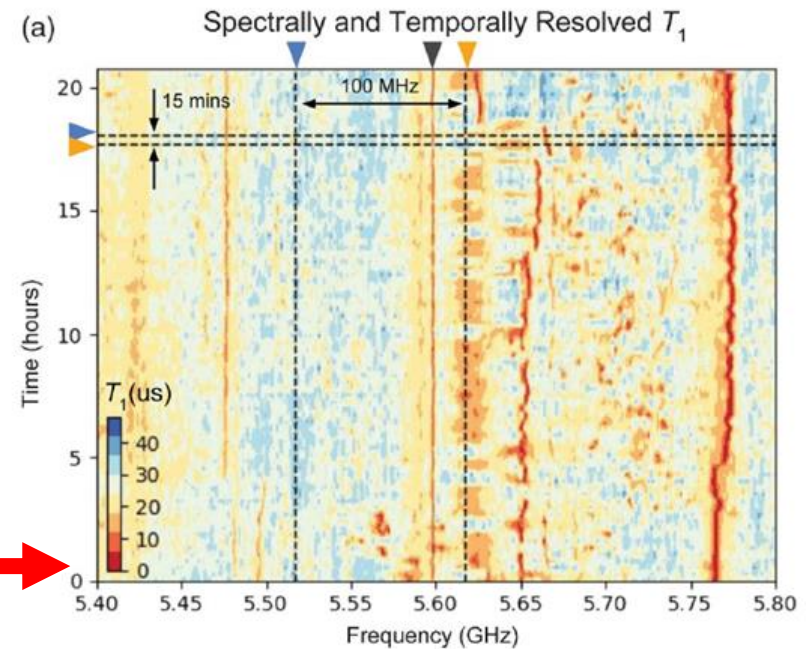 (a) Spectrally and Temporally Resolved T1
100 MHz
15 mins
20
15
10
5
0
Time (hours)
T1(us)
40
30
20
10
0
5.40 5.45 5.50 5.55 5.60 5.65 5.70 5.75 5.80
Frequency (GHz)